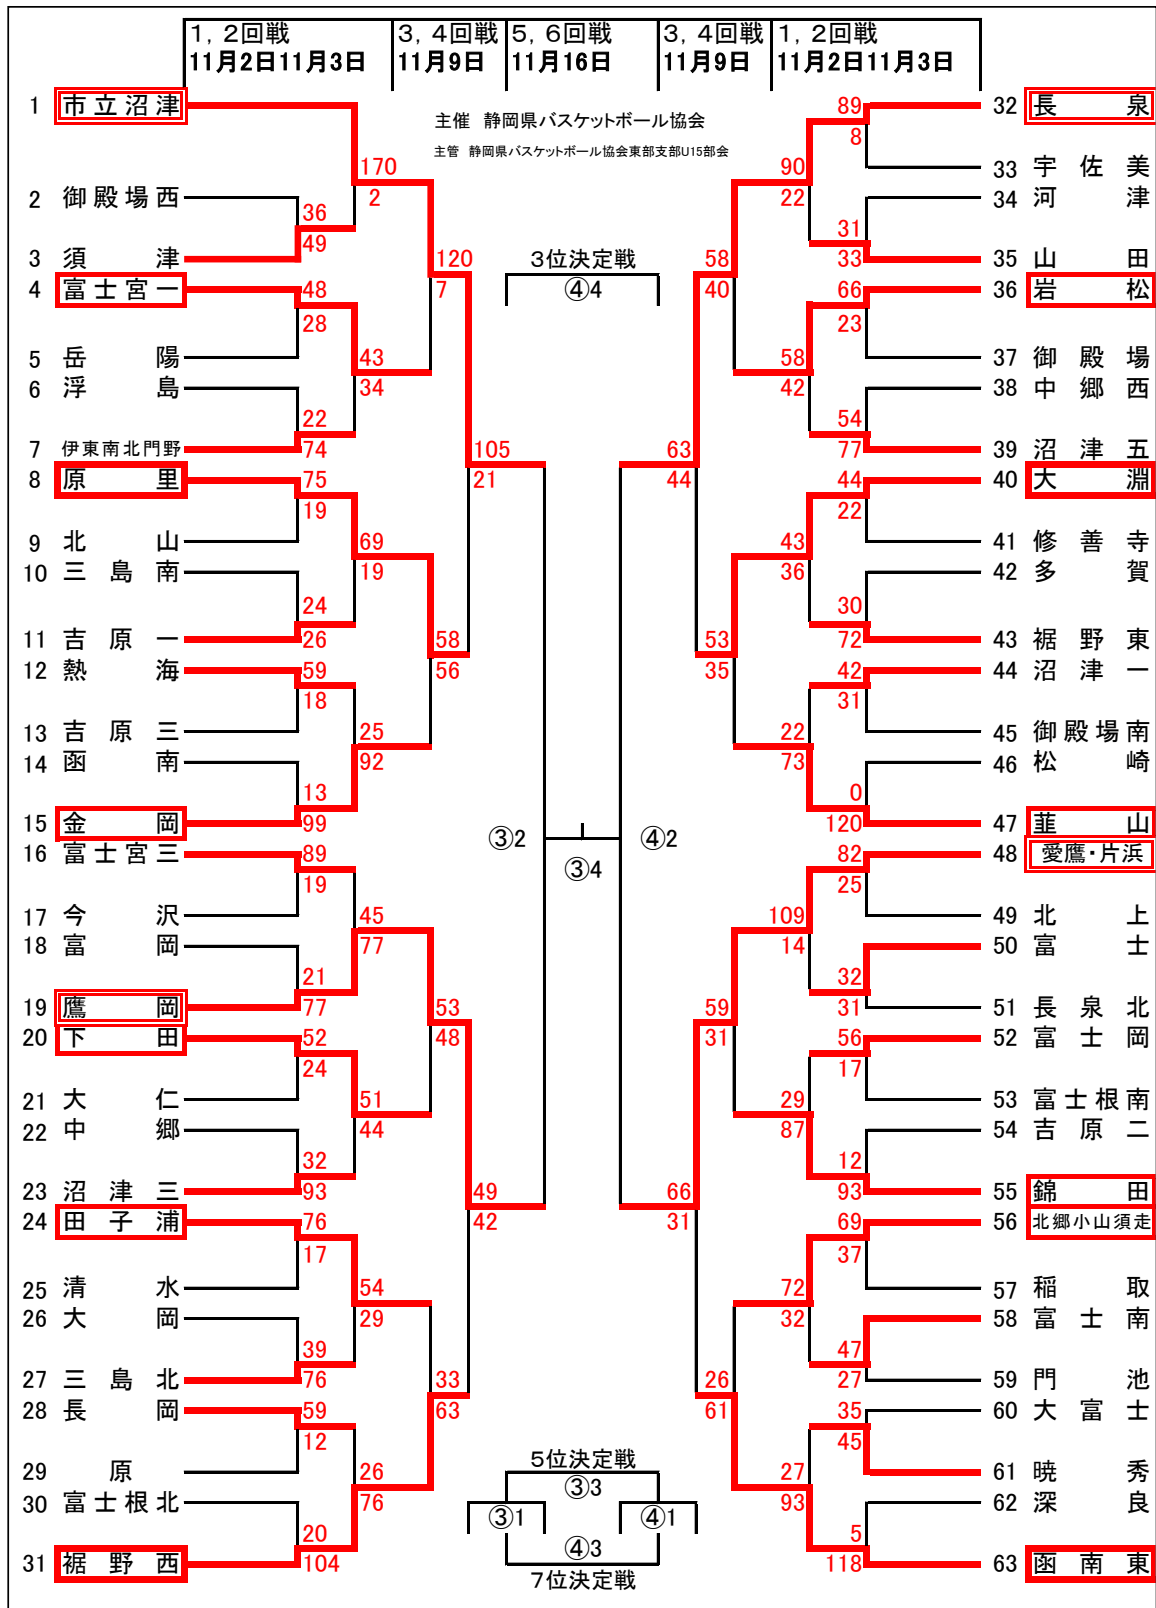 1, 2回戦 3, 4回戦 5, 6回戦 3, 4回戦 1, 2回戦
11月2日11月3日 11月9日 11月16日 11月9日 11月2日11月3日
主催 静岡県バスケットボール協会
主管 静岡県バスケットボール協会東部支部U15部会
1 市立沼津
170
2
2 御殿場西
36
49
3 須津
120
7
4 富士宮一
48
28
5 岳陽
43
34
6 浮島
22
74
7 伊東南北門野
105
21
8 原里
75
19
9 北山
69
19
10 三島南
24
26
11 吉原一
58
56
12 熱海
59
18
13 吉原三
25
92
14 函南
13
99
15 金岡
16 富士宮三
89
19
17 今沢
45
77
18 富岡
21
77
19 鷹岡
53
48
20 下田
52
24
21 大仁
51
44
22 中郷
32
93
23 沼津三
49
42
24 田子浦
76
17
25 清水
54
29
26 大岡
39
76
27 三島北
33
63
28 長岡
59
12
29 原
26
76
30 富士根北
20
104
31 裾野西
3位決定戦
④4
③2
③4
④2
5位決定戦
③3
③1
④1
④3
7位決定戦
89
8
32 長泉
90
22
33 宇佐美
34 河津
31
33
35 山田
58
40
66
23
36 岩松
58
42
37 御殿場
38 中郷西
54
77
39 沼津五
63
44
44
22
40 大淵
43
36
41 修善寺
42 多賀
30
72
43 裾野東
53
35
42
31
44 沼津一
22
73
45 御殿場南
46 松崎
0
120
47 韮山
82
25
48 愛鷹・片浜
109
14
49 北上
50 富士
32
31
51 長泉北
59
31
56
17
52 富士岡
29
87
53 富士根南
54 吉原二
12
93
55 錦田
66
31
69
37
56 北郷小山須走
72
32
57 稲取
58 富士南
47
27
59 門池
26
61
35
45
60 大富士
61 暁秀
27
93
62 深良
5
118
63 函南東